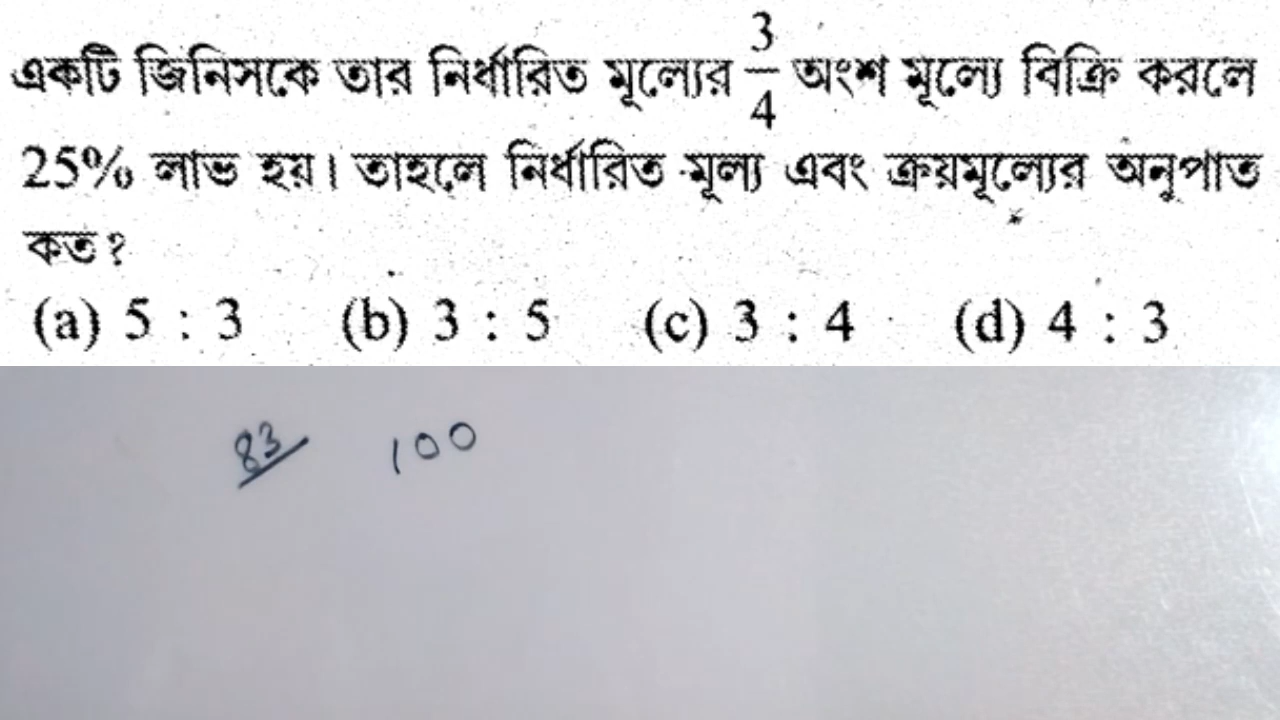 একটি জিনিসকে তার নির্ধারিত মূল্যের 3/4 অংশ মূল্যে বিক্রি করলে
25% লাভ হয়। তাহলে নির্ধারিত মূল্য এবং ক্রয়মূল্যের অনুপাত
কত?
(a) 5 : 3 (b) 3 : 5 (c) 3 : 4 (d) 4 : 3
83 100